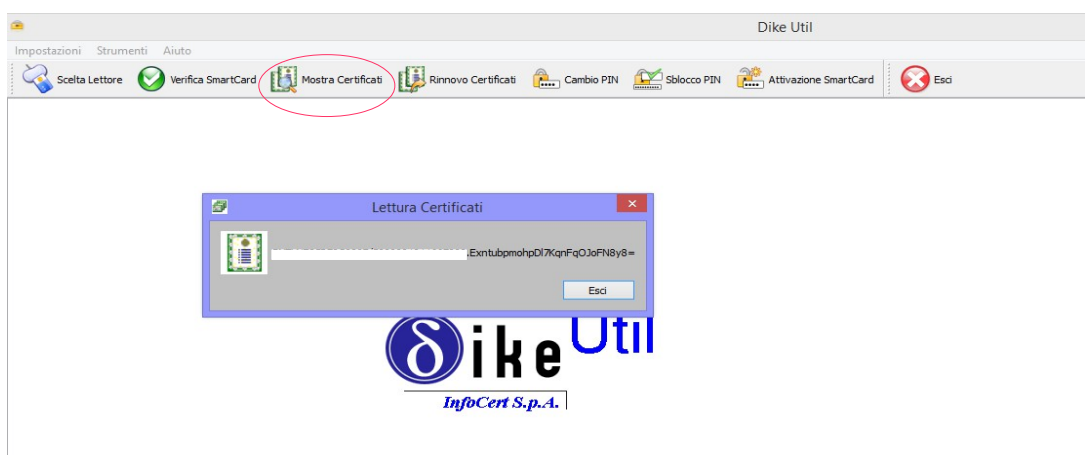 Dike Util
Impostazioni Strumenti Aiuto
Scelta Lettore Verifica SmartCard Mostra Certificati Rinnovo Certificati Cambio PIN Sblocco PIN Attivazione SmartCard Esci
Lettura Certificati
.ExntubpmohpDl7KqnFqOJoFN8y8=
Esci
δike Util
InfoCert S.p.A.